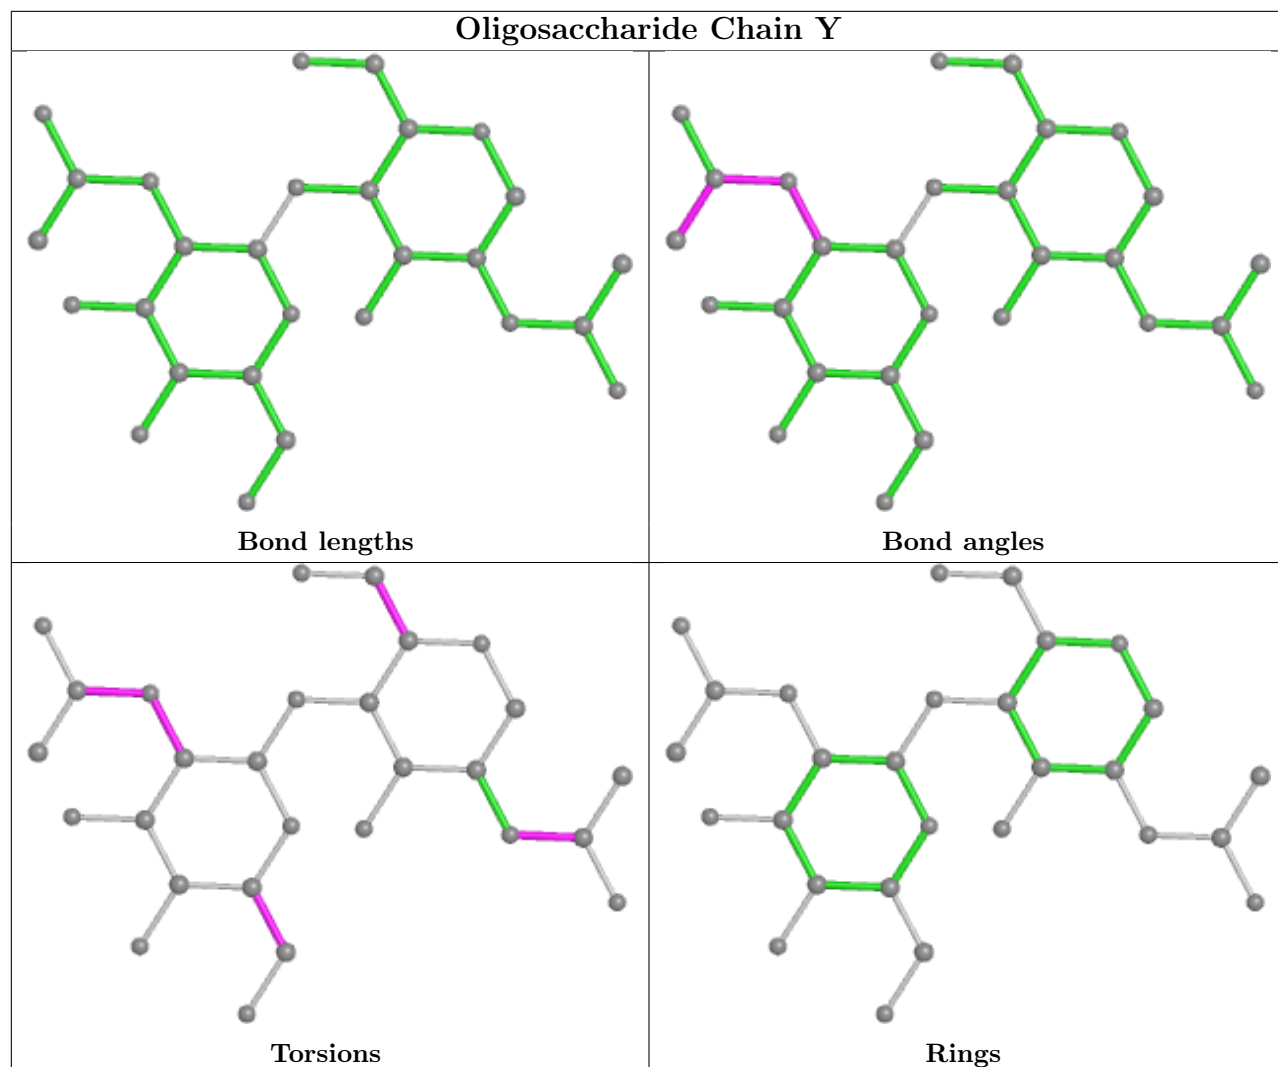 Oligosaccharide Chain Y
Bond lengths
Bond angles
Torsions
Rings